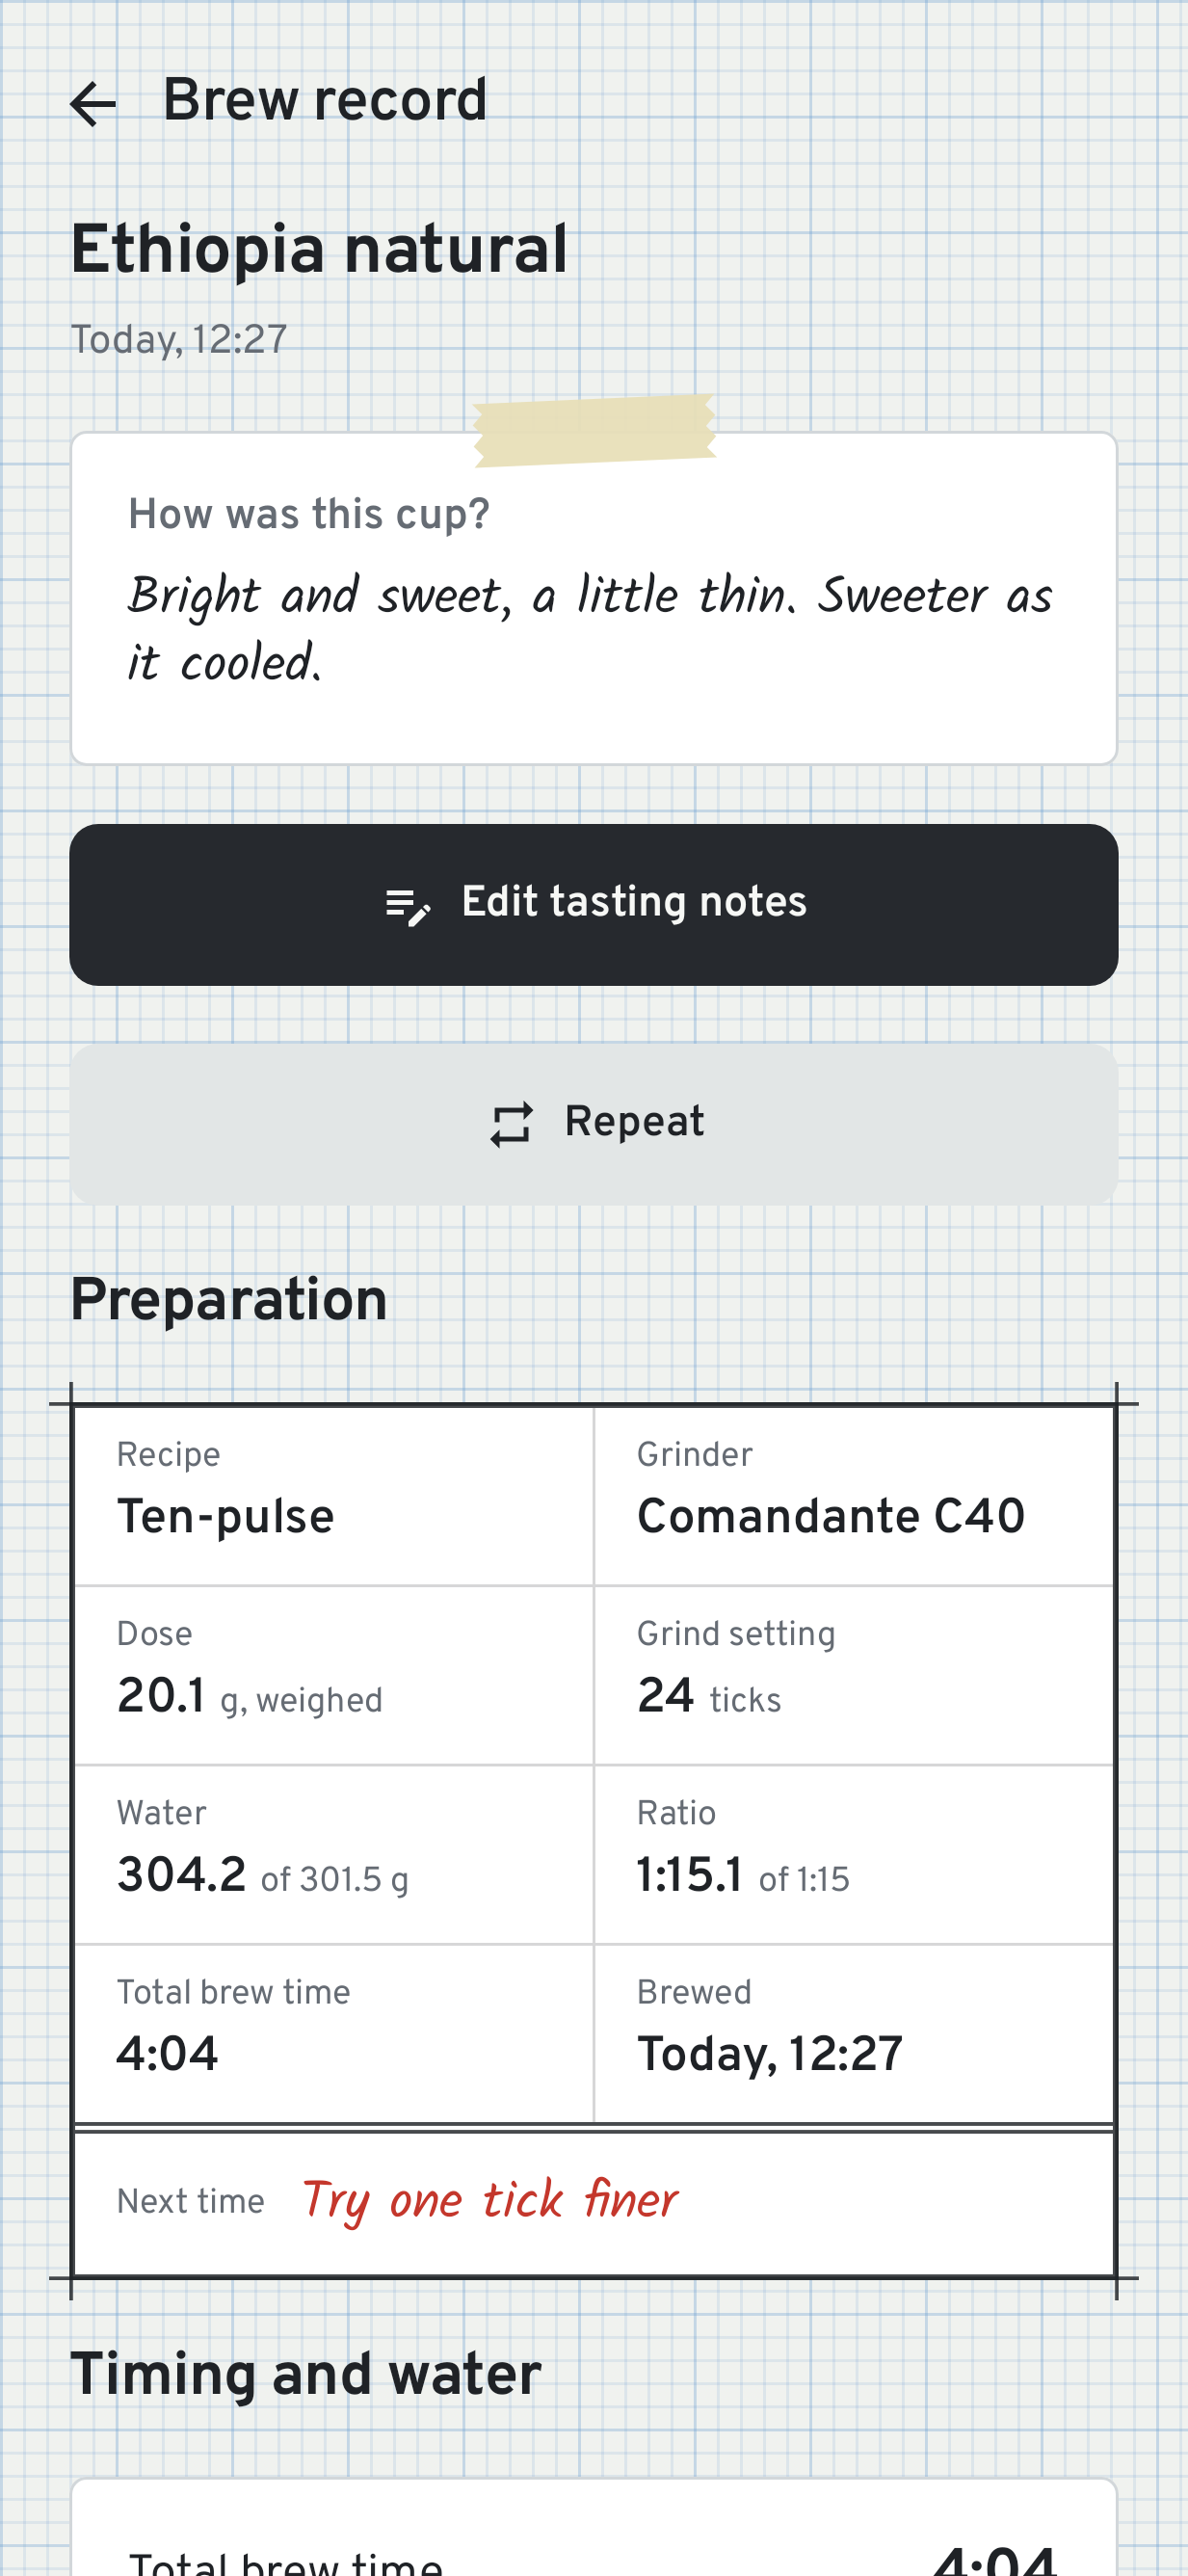 Brew record
Ethiopia natural
Today, 12:27
How was this cup?
Bright and sweet, a little thin. Sweeter as
it cooled.
Edit tasting notes
Repeat
Preparation
Recipe
Ten-pulse
Grinder
Comandante C40
Dose
20.1 g, weighed
Grind setting
24 ticks
Water
304.2 of 301.5 g
Ratio
1:15.1 of 1:15
Total brew time
4:04
Brewed
Today, 12:27
Next time Try one tick finer
Timing and water
Total brew time 4:04